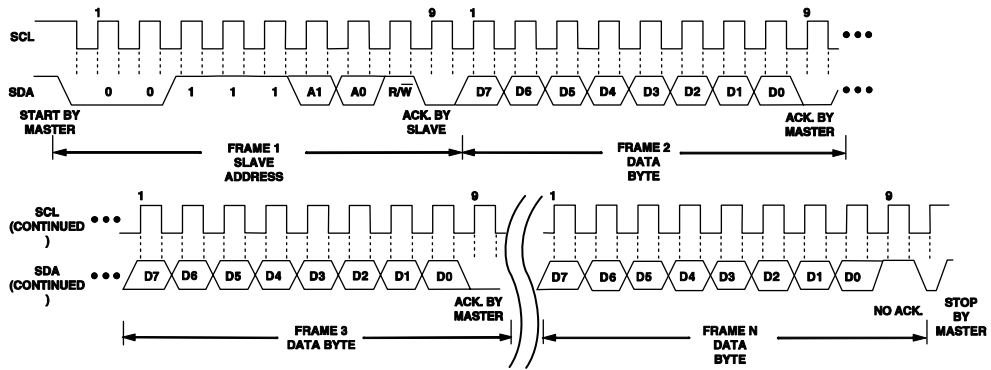 1 9 1 9
SCL
SDA 0 0 1 1 1 A1 A0 R/W D7 D6 D5 D4 D3 D2 D1 D0
START BY
MASTER
ACK. BY
SLAVE
ACK. BY
MASTER
FRAME 1
SLAVE
ADDRESS
FRAME 2
DATA
BYTE
1 9 1 9
SCL
(CONTINUED
)
SDA
(CONTINUED
)
D7 D6 D5 D4 D3 D2 D1 D0 D7 D6 D5 D4 D3 D2 D1 D0
ACK. BY
MASTER
NO ACK.
STOP
BY
MASTER
FRAME 3
DATA BYTE
FRAME N
DATA
BYTE